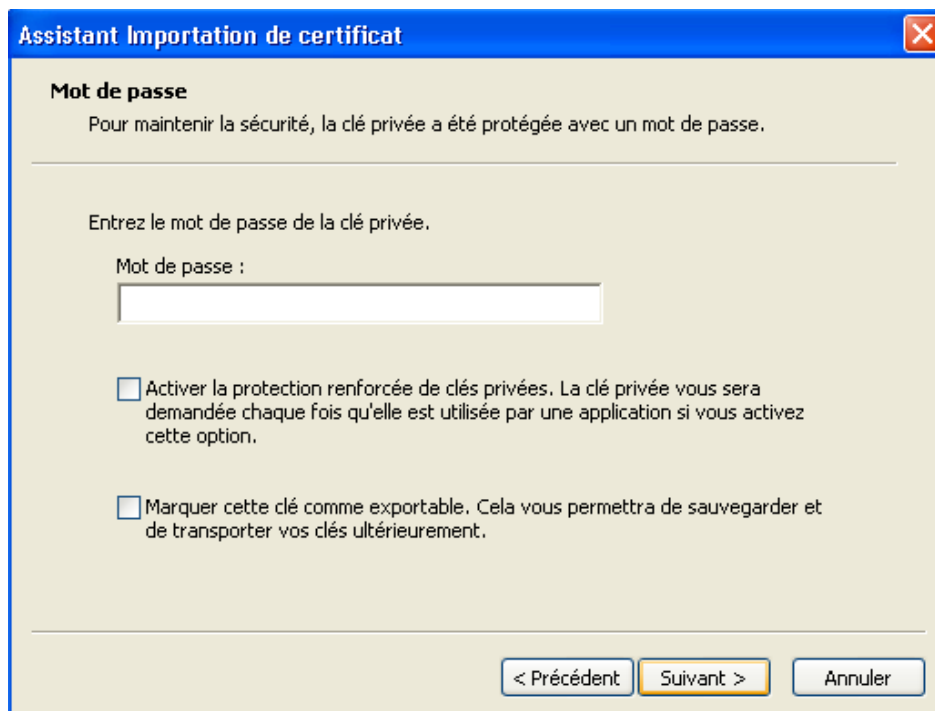 Assistant Importation de certificat
Mot de passe
Pour maintenir la sécurité, la clé privée a été protégée avec un mot de passe.
Entrez le mot de passe de la clé privée.
Mot de passe :
Activer la protection renforcée de clés privées. La clé privée vous sera
demandée chaque fois qu'elle est utilisée par une application si vous activez
cette option.
Marquer cette clé comme exportable. Cela vous permettra de sauvegarder et
de transporter vos clés ultérieurement.
< Précédent Suivant > Annuler